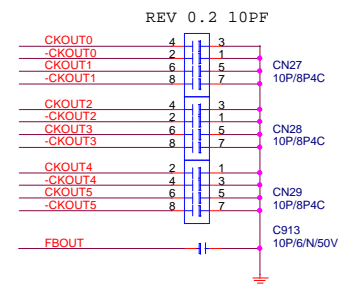 REV 0.2 10PF
CKOUT0 4 3
-CKOUT0 2 1
CKOUT1 6 5 CN27
-CKOUT1 8 7 10P/8P4C
CKOUT2 4 3
-CKOUT2 2 1
CKOUT3 6 5 CN28
-CKOUT3 8 7 10P/8P4C
CKOUT4 2 1
-CKOUT4 4 3
CKOUT5 6 5 CN29
-CKOUT5 8 7 10P/8P4C
C913
FBOUT 10P/6/N/50V